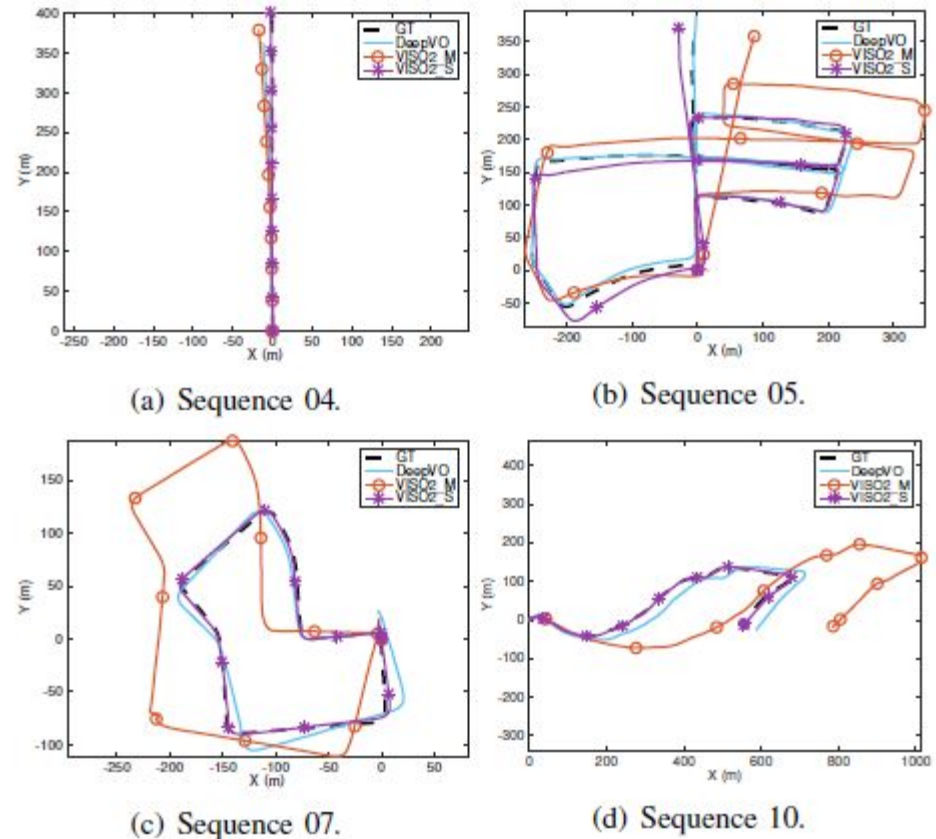 400
350
300
250
200
150
100
50
0
Y (m)
-250 -200 -150 -100 -50 0 50 100 150 200
X (m)
GT
DeepVO
VISO2_M
VISO2_S
(a) Sequence 04.
350
300
250
200
150
100
50
0
-50
Y (m)
-200 -100 0 100 200 300
X (m)
GT
DeepVO
VISO2_M
VISO2_S
(b) Sequence 05.
150
100
50
0
-50
-100
Y (m)
-250 -200 -150 -100 -50 0 50
X (m)
GT
DeepVO
VISO2_M
VISO2_S
(c) Sequence 07.
400
300
200
100
0
-100
-200
-300
Y (m)
0 200 400 600 800 1000
X (m)
GT
DeepVO
VISO2_M
VISO2_S
(d) Sequence 10.